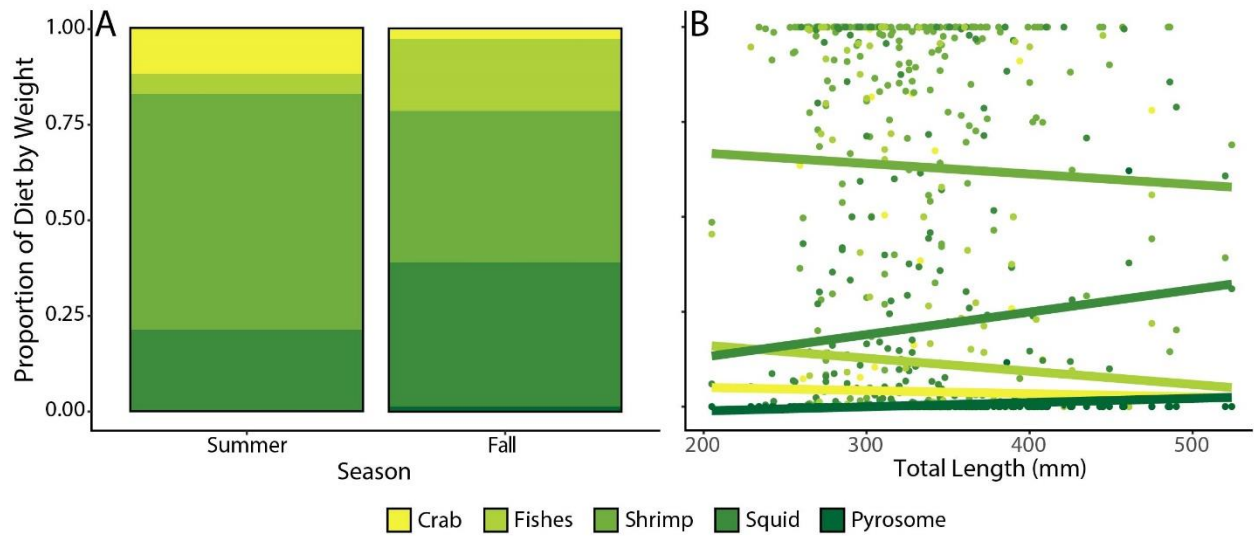 A
B
Proportion of Diet by Weight
1.00
0.75
0.50
0.25
0.00
Summer Fall
Season
200 300 400 500
Total Length (mm)
Crab Fishes Shrimp Squid Pyrosome